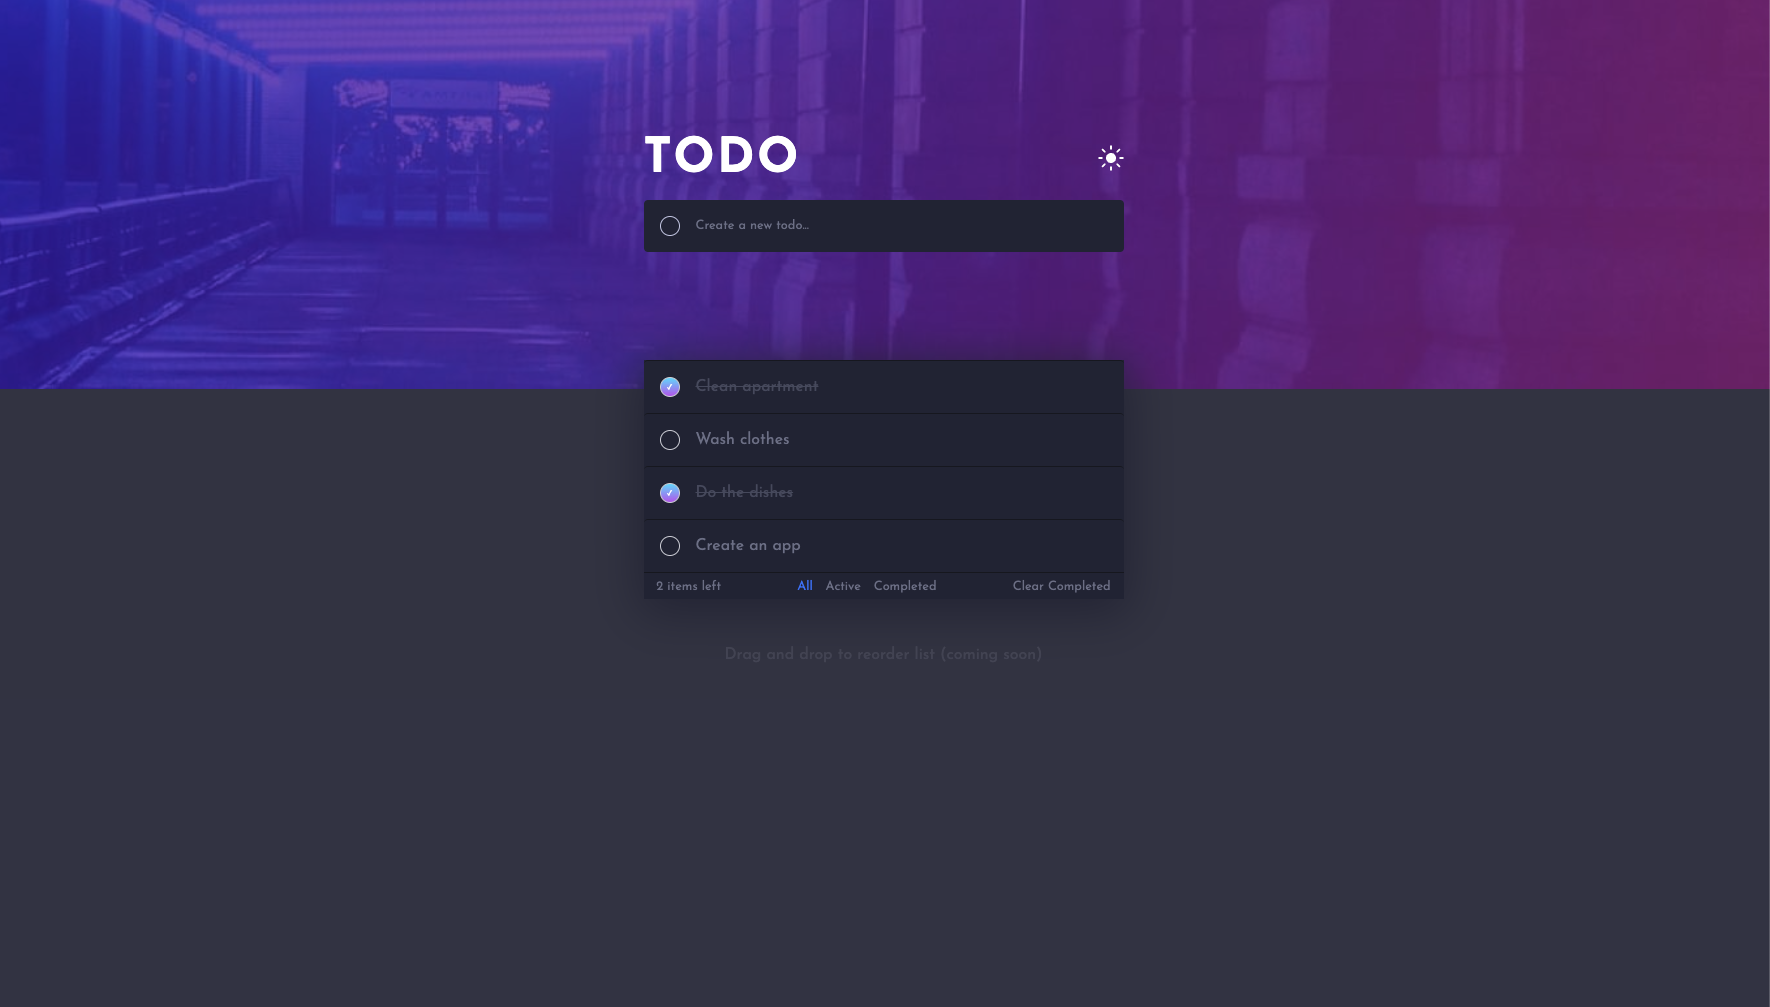 TODO
Create a new todo...
Clean apartment
Wash clothes
Do the dishes
Create an app
2 items left All Active Completed Clear Completed
Drag and drop to reorder list (coming soon)